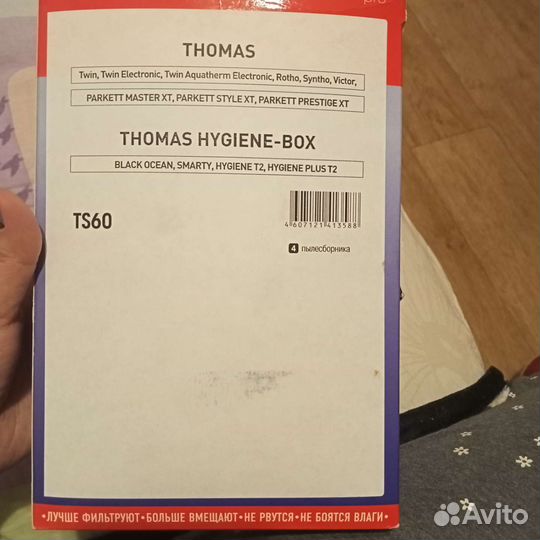 pro
THOMAS
Twin, Twin Electronic, Twin Aquatherm Electronic, Rotho, Syntho, Victor,
PARKETT MASTER XT, PARKETT STYLE XT, PARKETT PRESTIGE XT
THOMAS HYGIENE-BOX
BLACK OCEAN, SMARTY, HYGIENE T2, HYGIENE PLUS T2
TS60
4 607121 413588
4 пылесборника
•ЛУЧШЕ ФИЛЬТРУЮТ•БОЛЬШЕ ВМЕЩАЮТ•НЕ РВУТСЯ•НЕ БОЯТСЯ ВЛАГИ•
Avito